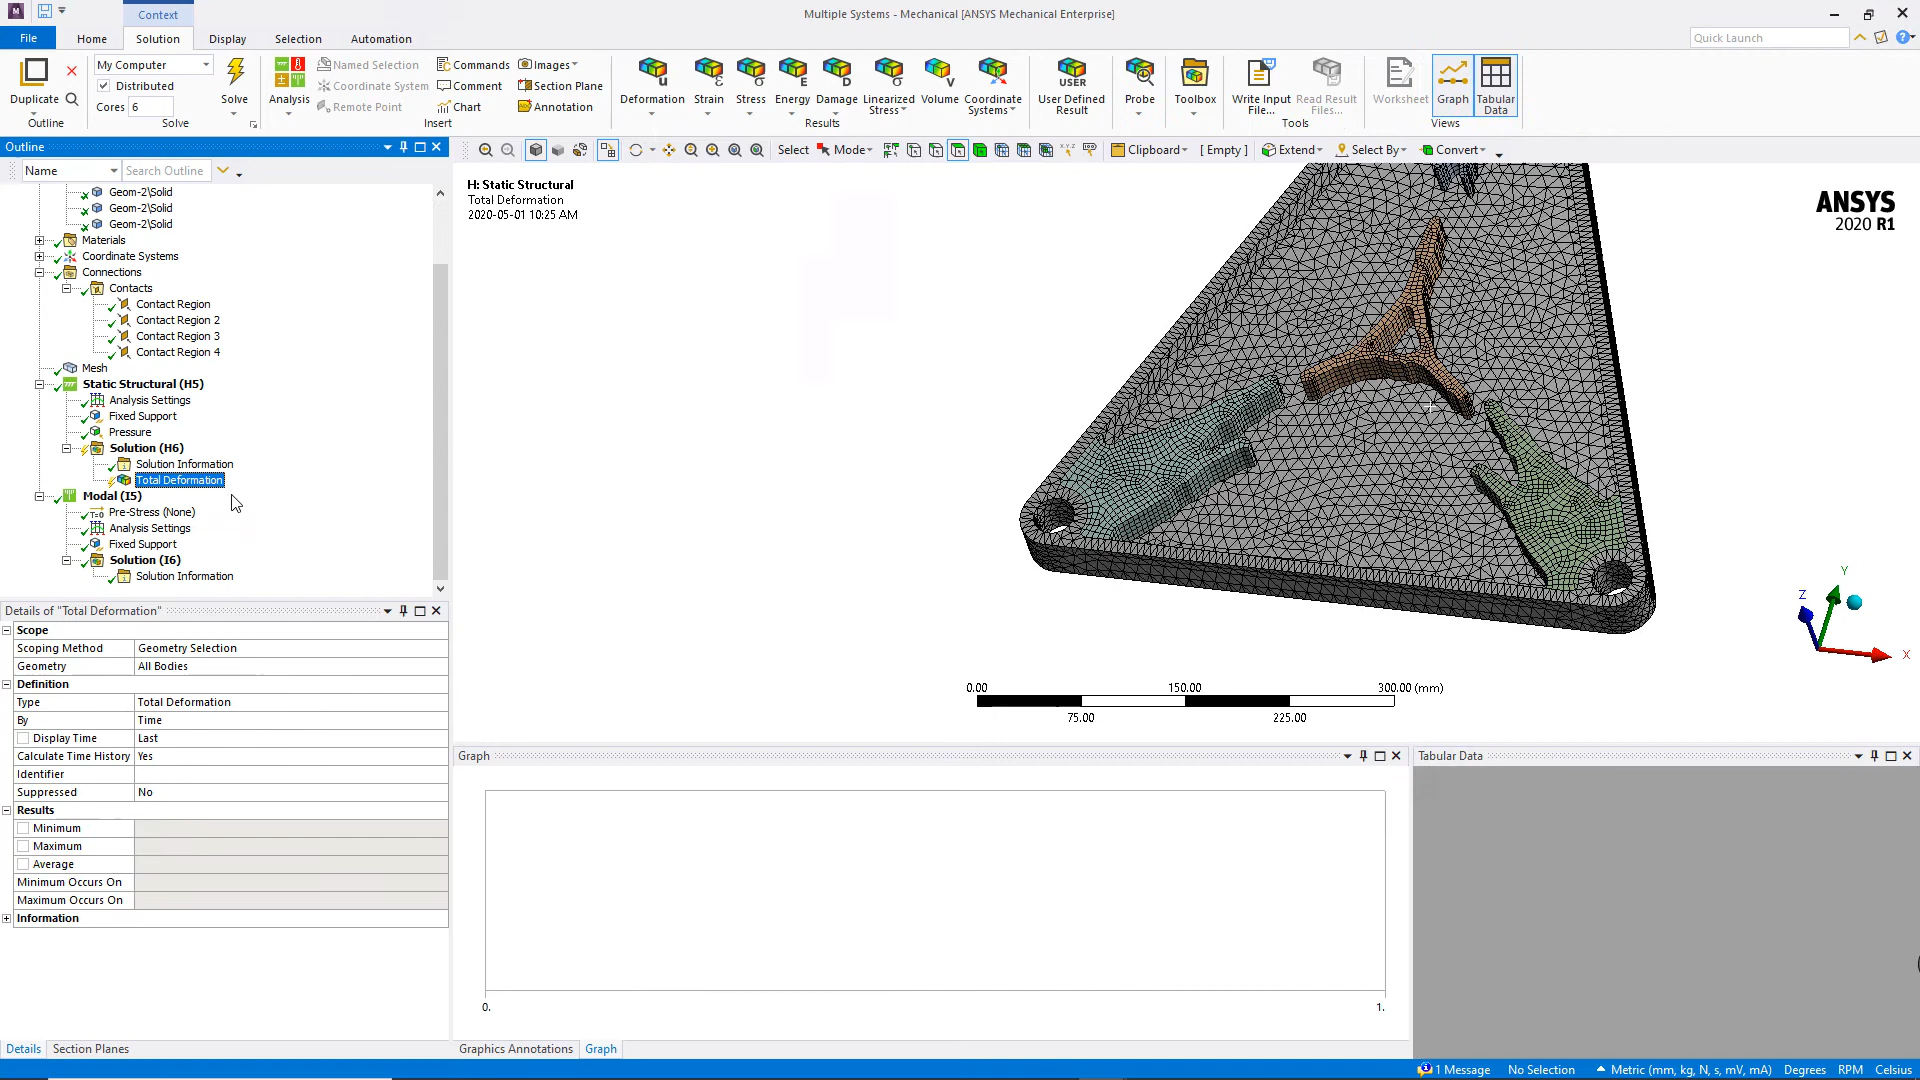 Context
Multiple Systems - Mechanical [ANSYS Mechanical Enterprise]
File
Home
Solution
Display
Selection
Automation
Quick Launch
Duplicate
Outline
My Computer
Distributed
Cores 6
Solve
Solve
Analysis
Named Selection
Coordinate System
Remote Point
Commands
Comment
Chart
Images
Section Plane
Annotation
Insert
Deformation
Strain
Stress
Energy
Damage
Linearized Stress
Volume
Coordinate Systems
Results
User Defined Result
Probe
Toolbox
Write Input File...
Read Result Files...
Tools
Worksheet
Graph
Tabular Data
Views
Outline
Name
Search Outline
Select
Mode
Clipboard
[ Empty ]
Extend
Select By
Convert
Geom-2\Solid
Geom-2\Solid
Geom-2\Solid
Materials
Coordinate Systems
Connections
Contacts
Contact Region
Contact Region 2
Contact Region 3
Contact Region 4
Mesh
Static Structural (H5)
Analysis Settings
Fixed Support
Pressure
Solution (H6)
Solution Information
Total Deformation
Modal (I5)
Pre-Stress (None)
Analysis Settings
Fixed Support
Solution (I6)
Solution Information
H: Static Structural
Total Deformation
2020-05-01 10:25 AM
ANSYS
2020 R1
Y
Z
X
0.00 150.00 300.00 (mm)
75.00 225.00
Details of "Total Deformation"
Scope
Scoping Method Geometry Selection
Geometry All Bodies
Definition
Type Total Deformation
By Time
Display Time Last
Calculate Time History Yes
Identifier
Suppressed No
Results
Minimum
Maximum
Average
Minimum Occurs On
Maximum Occurs On
Information
Details
Section Planes
Graph
0.
1.
Graphics Annotations
Graph
Tabular Data
1 Message
No Selection
Metric (mm, kg, N, s, mV, mA)
Degrees
RPM
Celsius